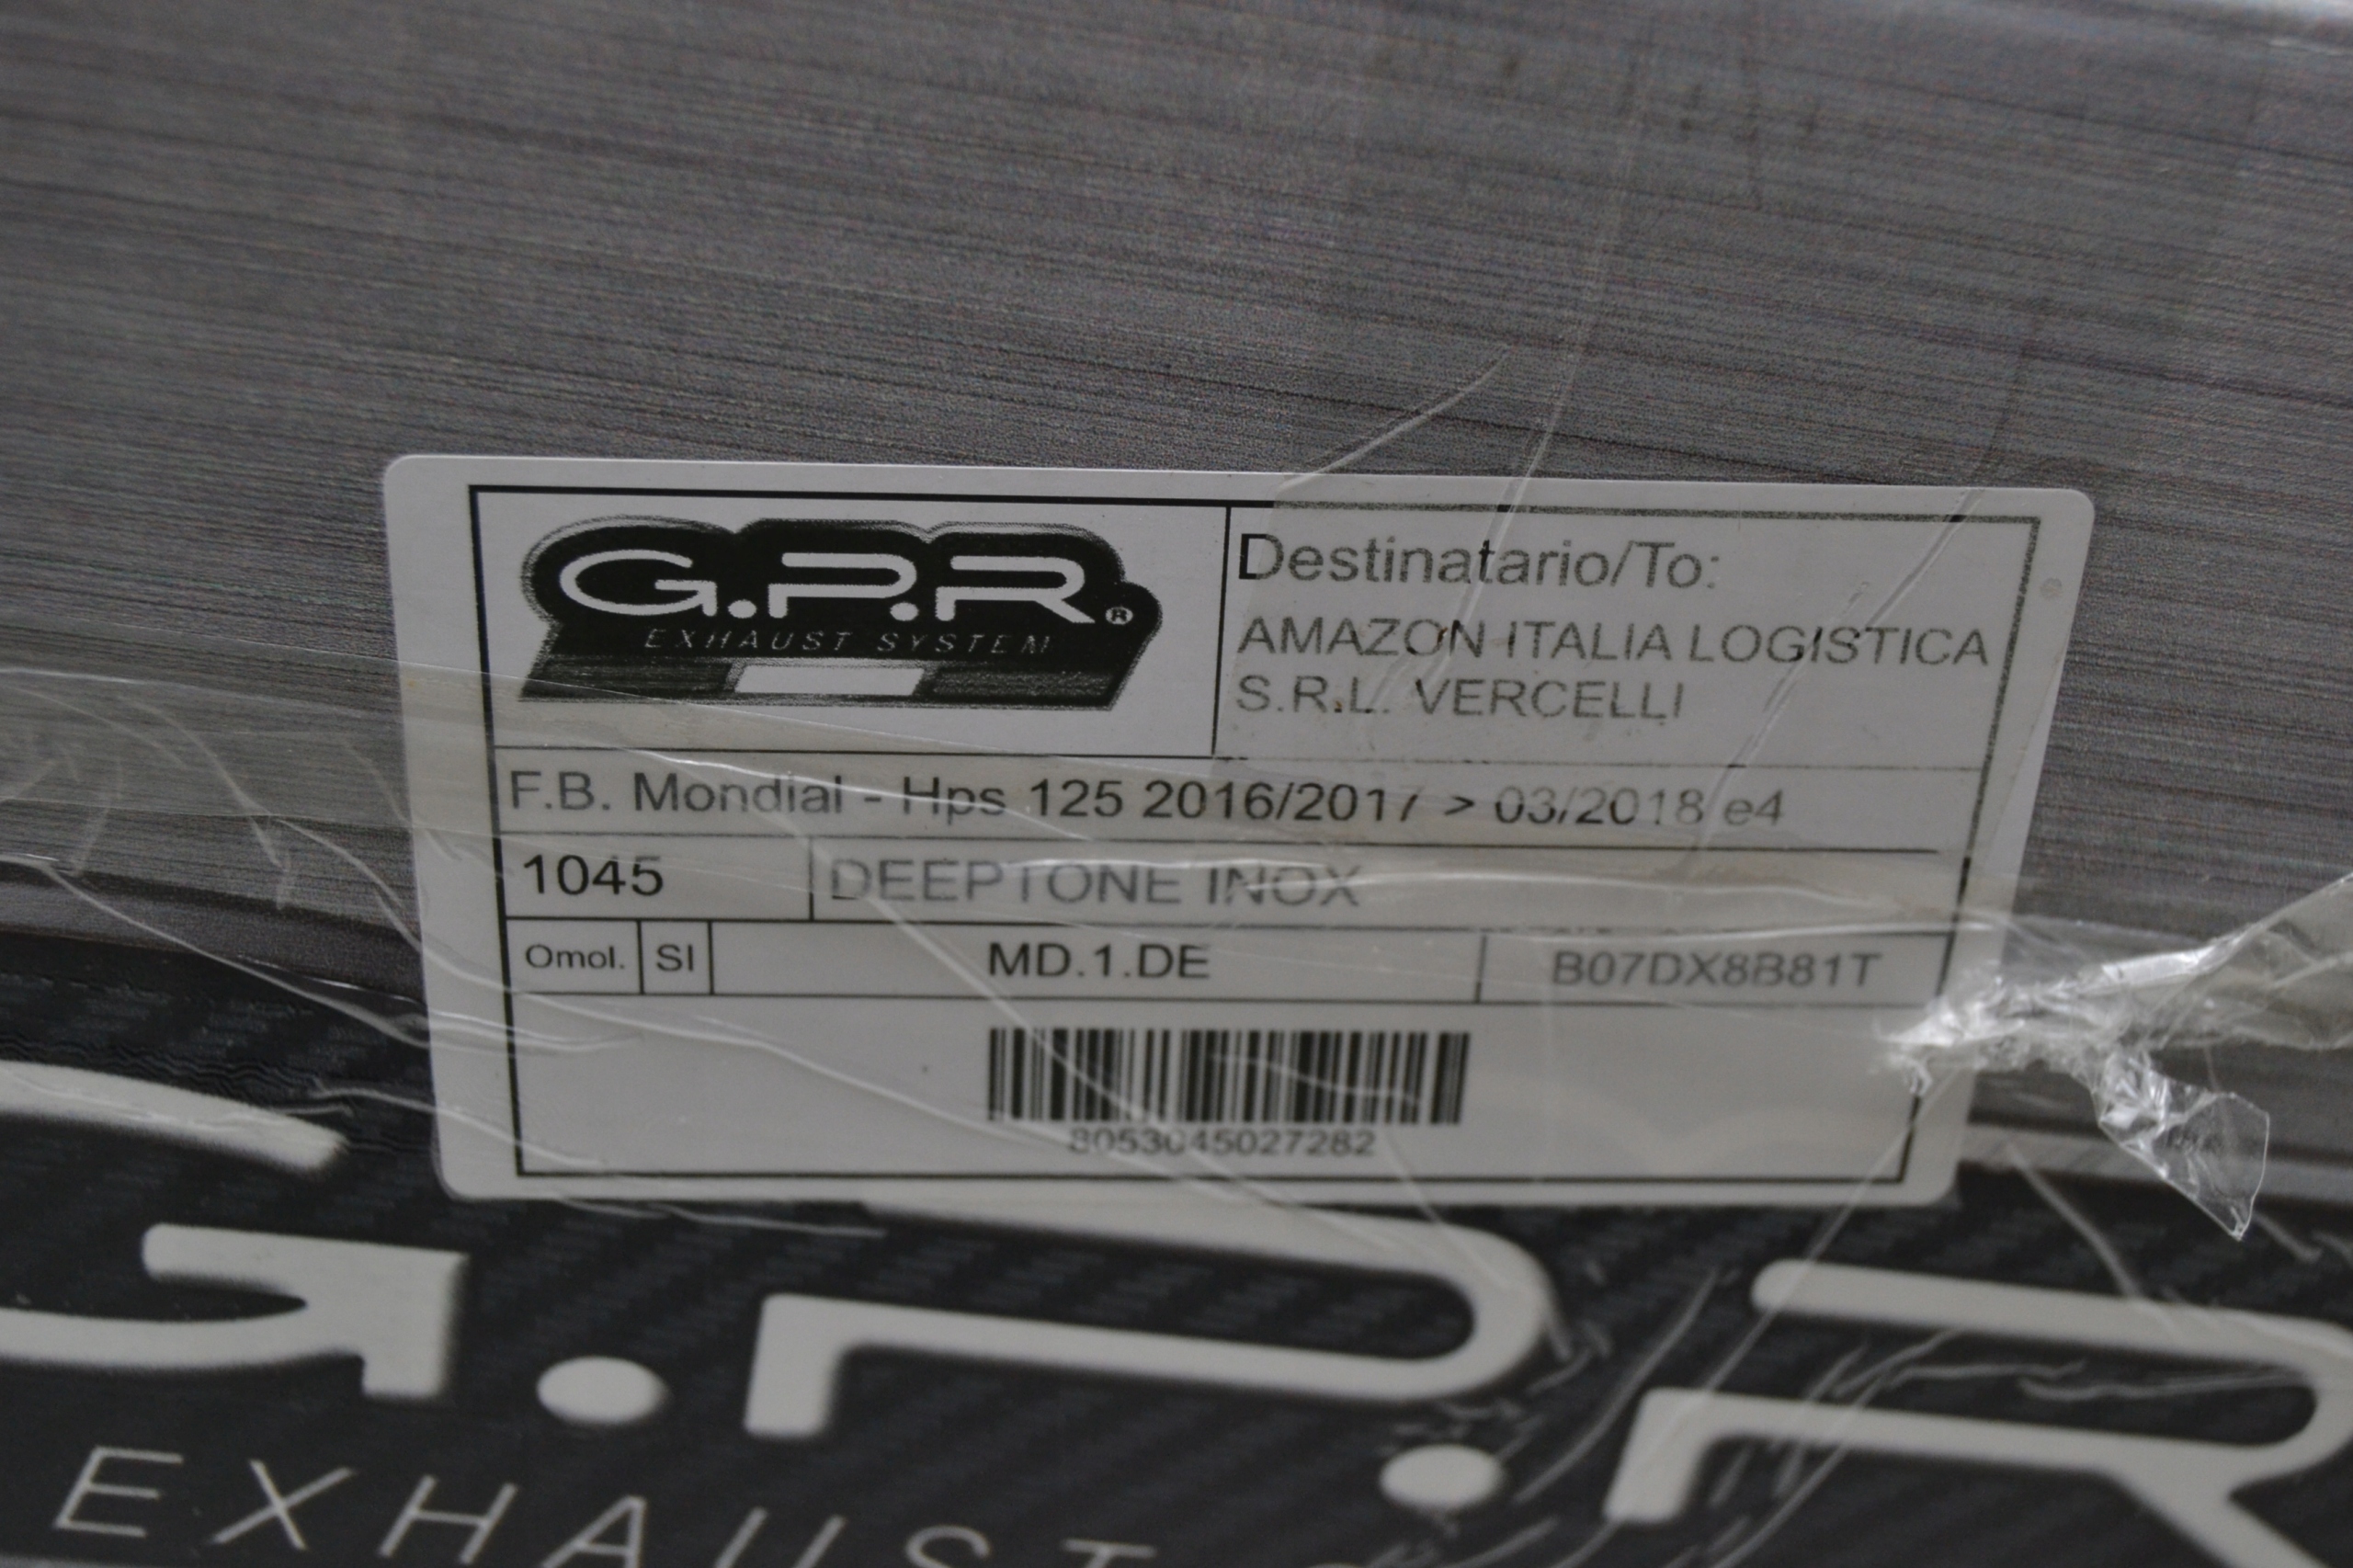 G.P.R.®
EXHAUST SYSTEM
Destinatario/To:
AMAZON ITALIA LOGISTICA
S.R.L. VERCELLI
F.B. Mondial - Hps 125 2016/2017 > 03/2018 e4
1045
DEEPTONE INOX
Omol.
SI
MD.1.DE
B07DX8B81T
8053045027282
G.P.R
EXHAUST